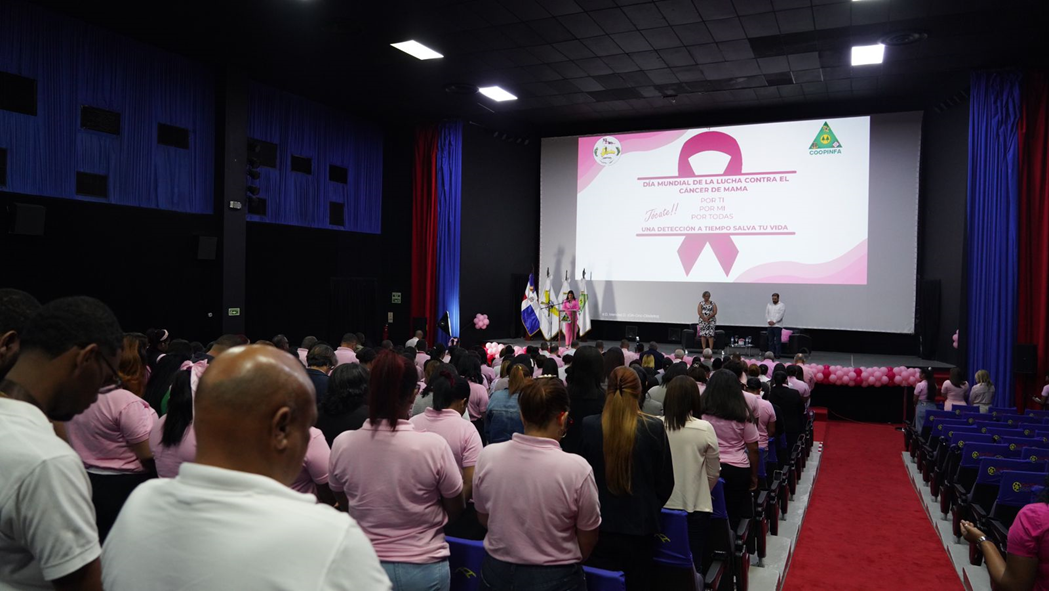 COOPINFA
DÍA MUNDIAL DE LA LUCHA CONTRA EL
CÁNCER DE MAMA
POR TI
POR MI
POR TODAS
¡Tócate!!
UNA DETECCIÓN A TIEMPO SALVA TU VIDA